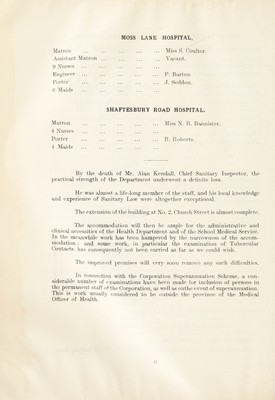 MOSS LANE HOSPITAL.
Matron ... ... ... ... ... Miss S. Coulter.
Assistant Matron ... ... ... ... Vacant.
9 Nurses ... ... ... ...
Engineer ... ... ... ... ... P. Barton.
Porter ... ... ... ... ... J. Seddon.
6 Maids ... ... ... ...
SHAFTESBURY ROAD HOSPITAL.
Matron ... ... ... ... ... Miss N. R. Bannister.
4 Nurses ... ... ... ...
Porter ... ... ... ... ... R. Roberts.
4 Maids ... ... ... ...
By the death of Mr. Alan Kendall, Chief Sanitary Inspector, the
practical strength of the Department underwent a definite loss.
He was almost a life-long member of the staff, and his local knowledge
and experience of Sanitary Law were altogether exceptional.
The extension of the building at No. 2, Church Street is almost complete.
The accommodation will then be ample for the administrative and
clinical necessities of the Health Department and of the School Medical Service.
In the meanwhile work has been hampered by the narrowness of the accom-
modation; and some work, in particular the examination of Tubercular
Contacts, has consequently not been carried as far as we could wish.
The improved premises will very soon remove any such difficulties.
In connection with the Corporation Superannuation Scheme, a con-
siderable number of examinations have been made for inclusion of persons in
the permanent staff of the Corporation, as well as on the event of superannuation.
This is work usually considered to be outside the province of the Medical
Officer of Health.